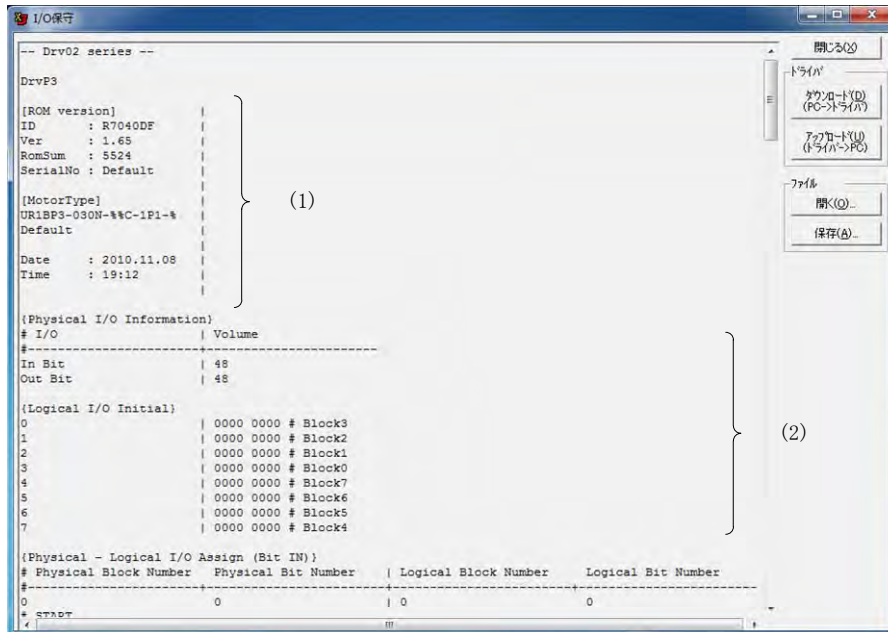 I/O保守
-- Drv02 series --
DrvP3
[ROM version] |
ID : R7040DF |
Ver : 1.65 |
RomSum : 5524 |
SerialNo : Default |
|
[MotorType] |
UR1BP3-030N-%%C-1P1-% |
Default |
|
Date : 2010.11.08 |
Time : 19:12 |
|
(1)
{Physical I/O Information}
# I/O | Volume
#-----------------------+-----------------------
In Bit | 48
Out Bit | 48
{Logical I/O Initial}
0 | 0000 0000 # Block3
1 | 0000 0000 # Block2
2 | 0000 0000 # Block1
3 | 0000 0000 # Block0
4 | 0000 0000 # Block7
5 | 0000 0000 # Block6
6 | 0000 0000 # Block5
7 | 0000 0000 # Block4
(2)
{Physical - Logical I/O Assign (Bit IN)}
# Physical Block Number Physical Bit Number | Logical Block Number Logical Bit Number
#-----------------------+-----------------------+-----------------------+-----------------------
0 0 | 0 0
* START
閉じる(X)
ドライバ
ダウンロード(D)
(PC->ドライバ)
アップロード(U)
(ドライバ->PC)
ファイル
開く(O)...
保存(A)...